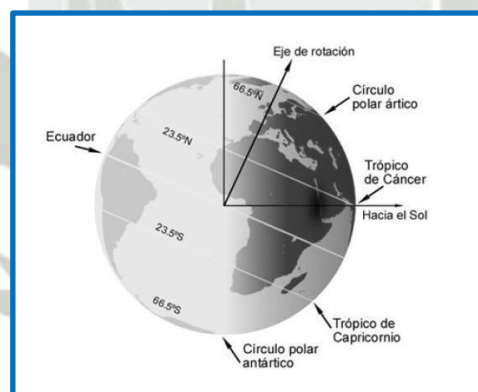 Eje de rotación
66.5ºN
Círculo
polar ártico
Ecuador
23.5ºN
Trópico
de Cáncer
Hacia el Sol
23.5ºS
66.5ºS
Trópico de
Capricornio
Círculo polar
antártico